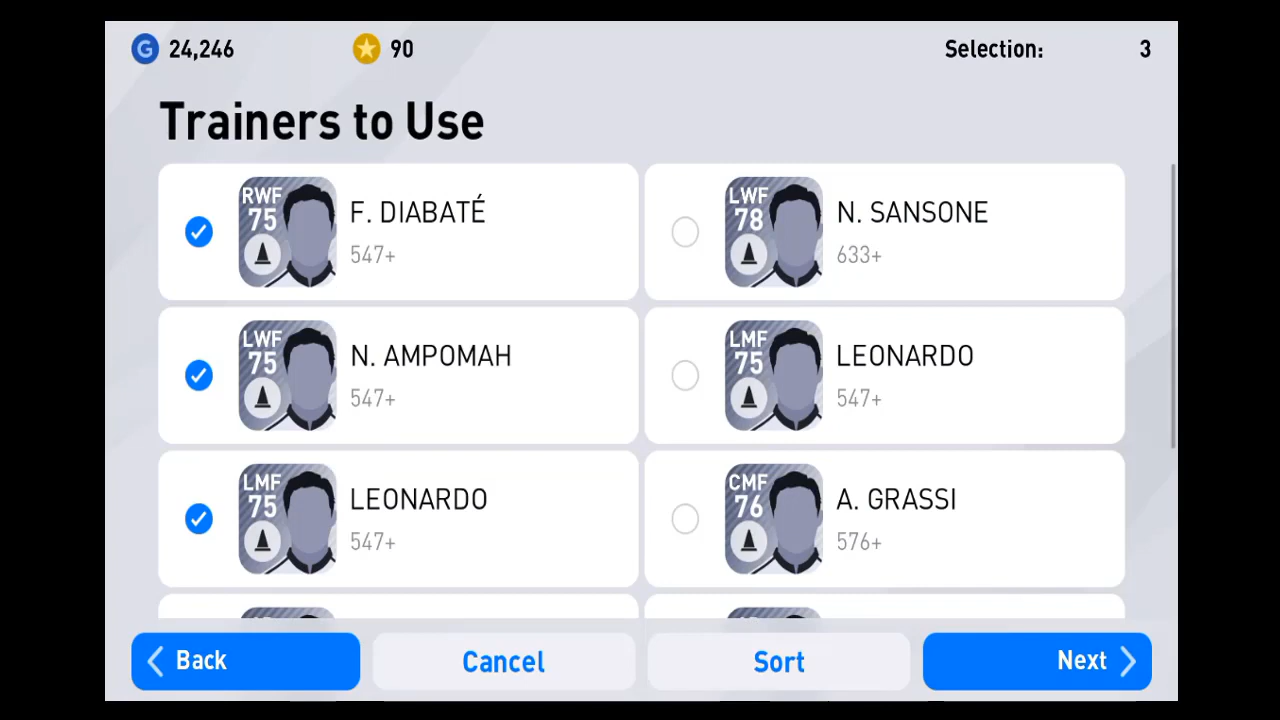 G 24,246 90 Selection: 3
Trainers to Use
RWF 75 F. DIABATÉ 547+
LWF 78 N. SANSONE 633+
LWF 75 N. AMPOMAH 547+
LMF 75 LEONARDO 547+
LMF 75 LEONARDO 547+
CMF 76 A. GRASSI 576+
Back Cancel Sort Next